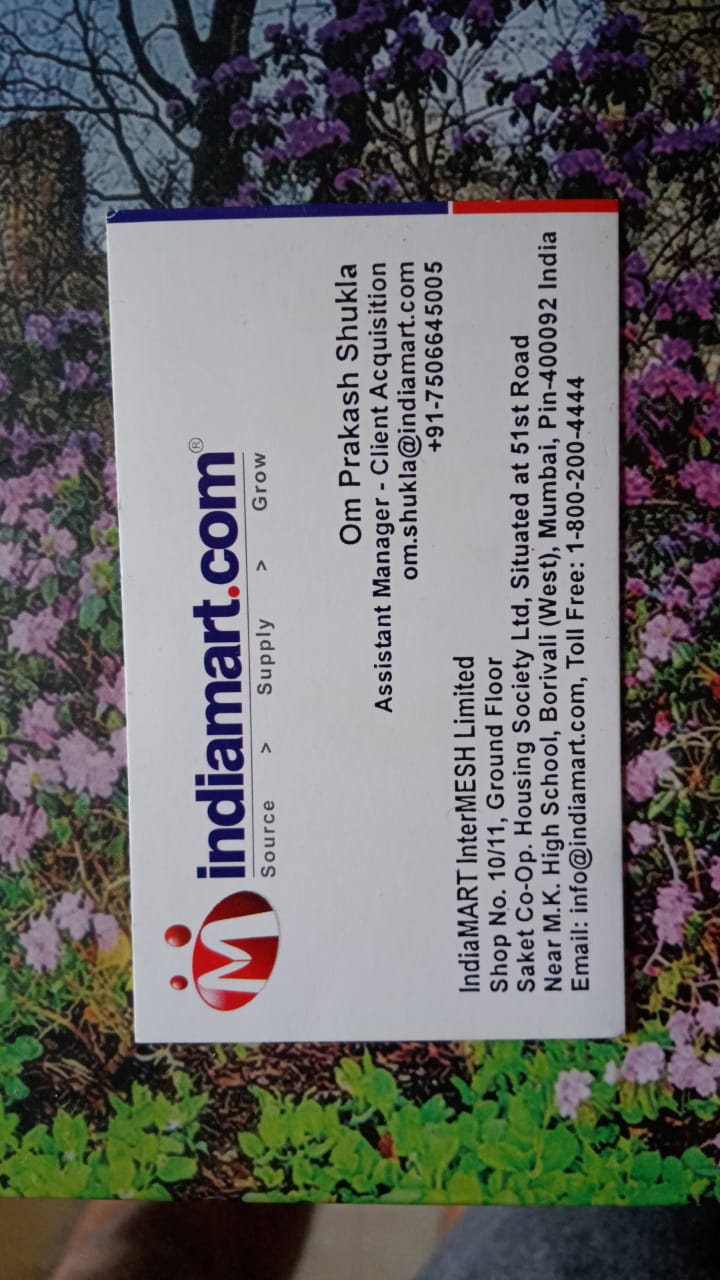 indiamart.com®
Source > Supply > Grow
Om Prakash Shukla
Assistant Manager - Client Acquisition
om.shukla@indiamart.com
+91-7506645005
IndiaMART InterMESH Limited
Shop No. 10/11, Ground Floor
Saket Co-Op. Housing Society Ltd, Situated at 51st Road
Near M.K. High School, Borivali (West), Mumbai, Pin-400092 India
Email: info@indiamart.com, Toll Free: 1-800-200-4444